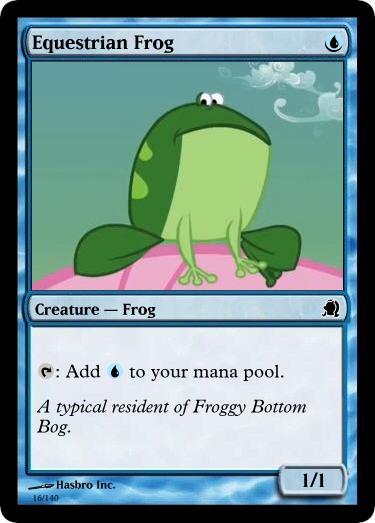 Equestrian Frog
Creature — Frog
: Add to your mana pool.
A typical resident of Froggy Bottom
Bog.
1/1
Hasbro Inc.
16/140